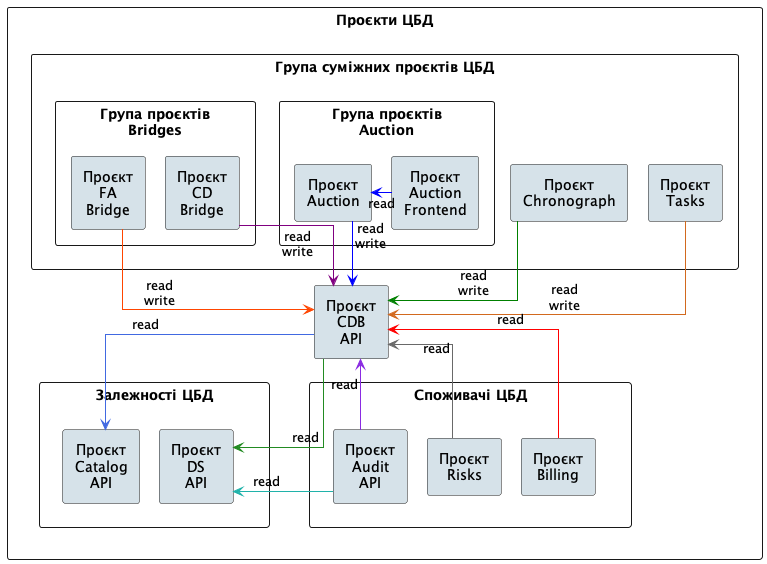 Проєкти ЦБД
Група суміжних проєктів ЦБД
Група проєктів
Bridges
Група проєктів
Auction
Проєкт
FA
Bridge
Проєкт
CD
Bridge
Проєкт
Auction
Проєкт
Auction
Frontend
Проєкт
Chronograph
Проєкт
Tasks
read
read
write
read
write
read
write
read
write
read
write
Проєкт
CDB
API
read
read
read
read
Залежності ЦБД
Споживачі ЦБД
Проєкт
Catalog
API
Проєкт
DS
API
read
read
Проєкт
Audit
API
Проєкт
Risks
Проєкт
Billing